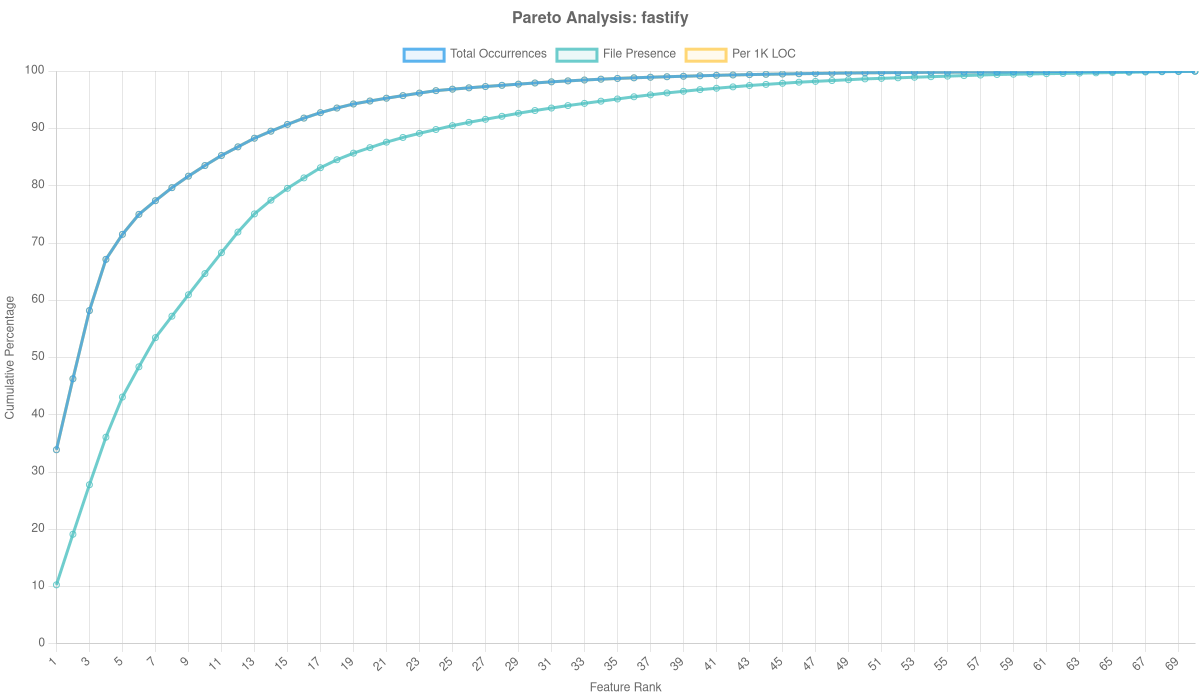 Pareto Analysis: fastify
Total Occurrences File Presence Per 1K LOC
100
90
80
70
60
50
40
30
20
10
0
Cumulative Percentage
1 3 5 7 9 11 13 15 17 19 21 23 25 27 29 31 33 35 37 39 41 43 45 47 49 51 53 55 57 59 61 63 65 67 69
Feature Rank